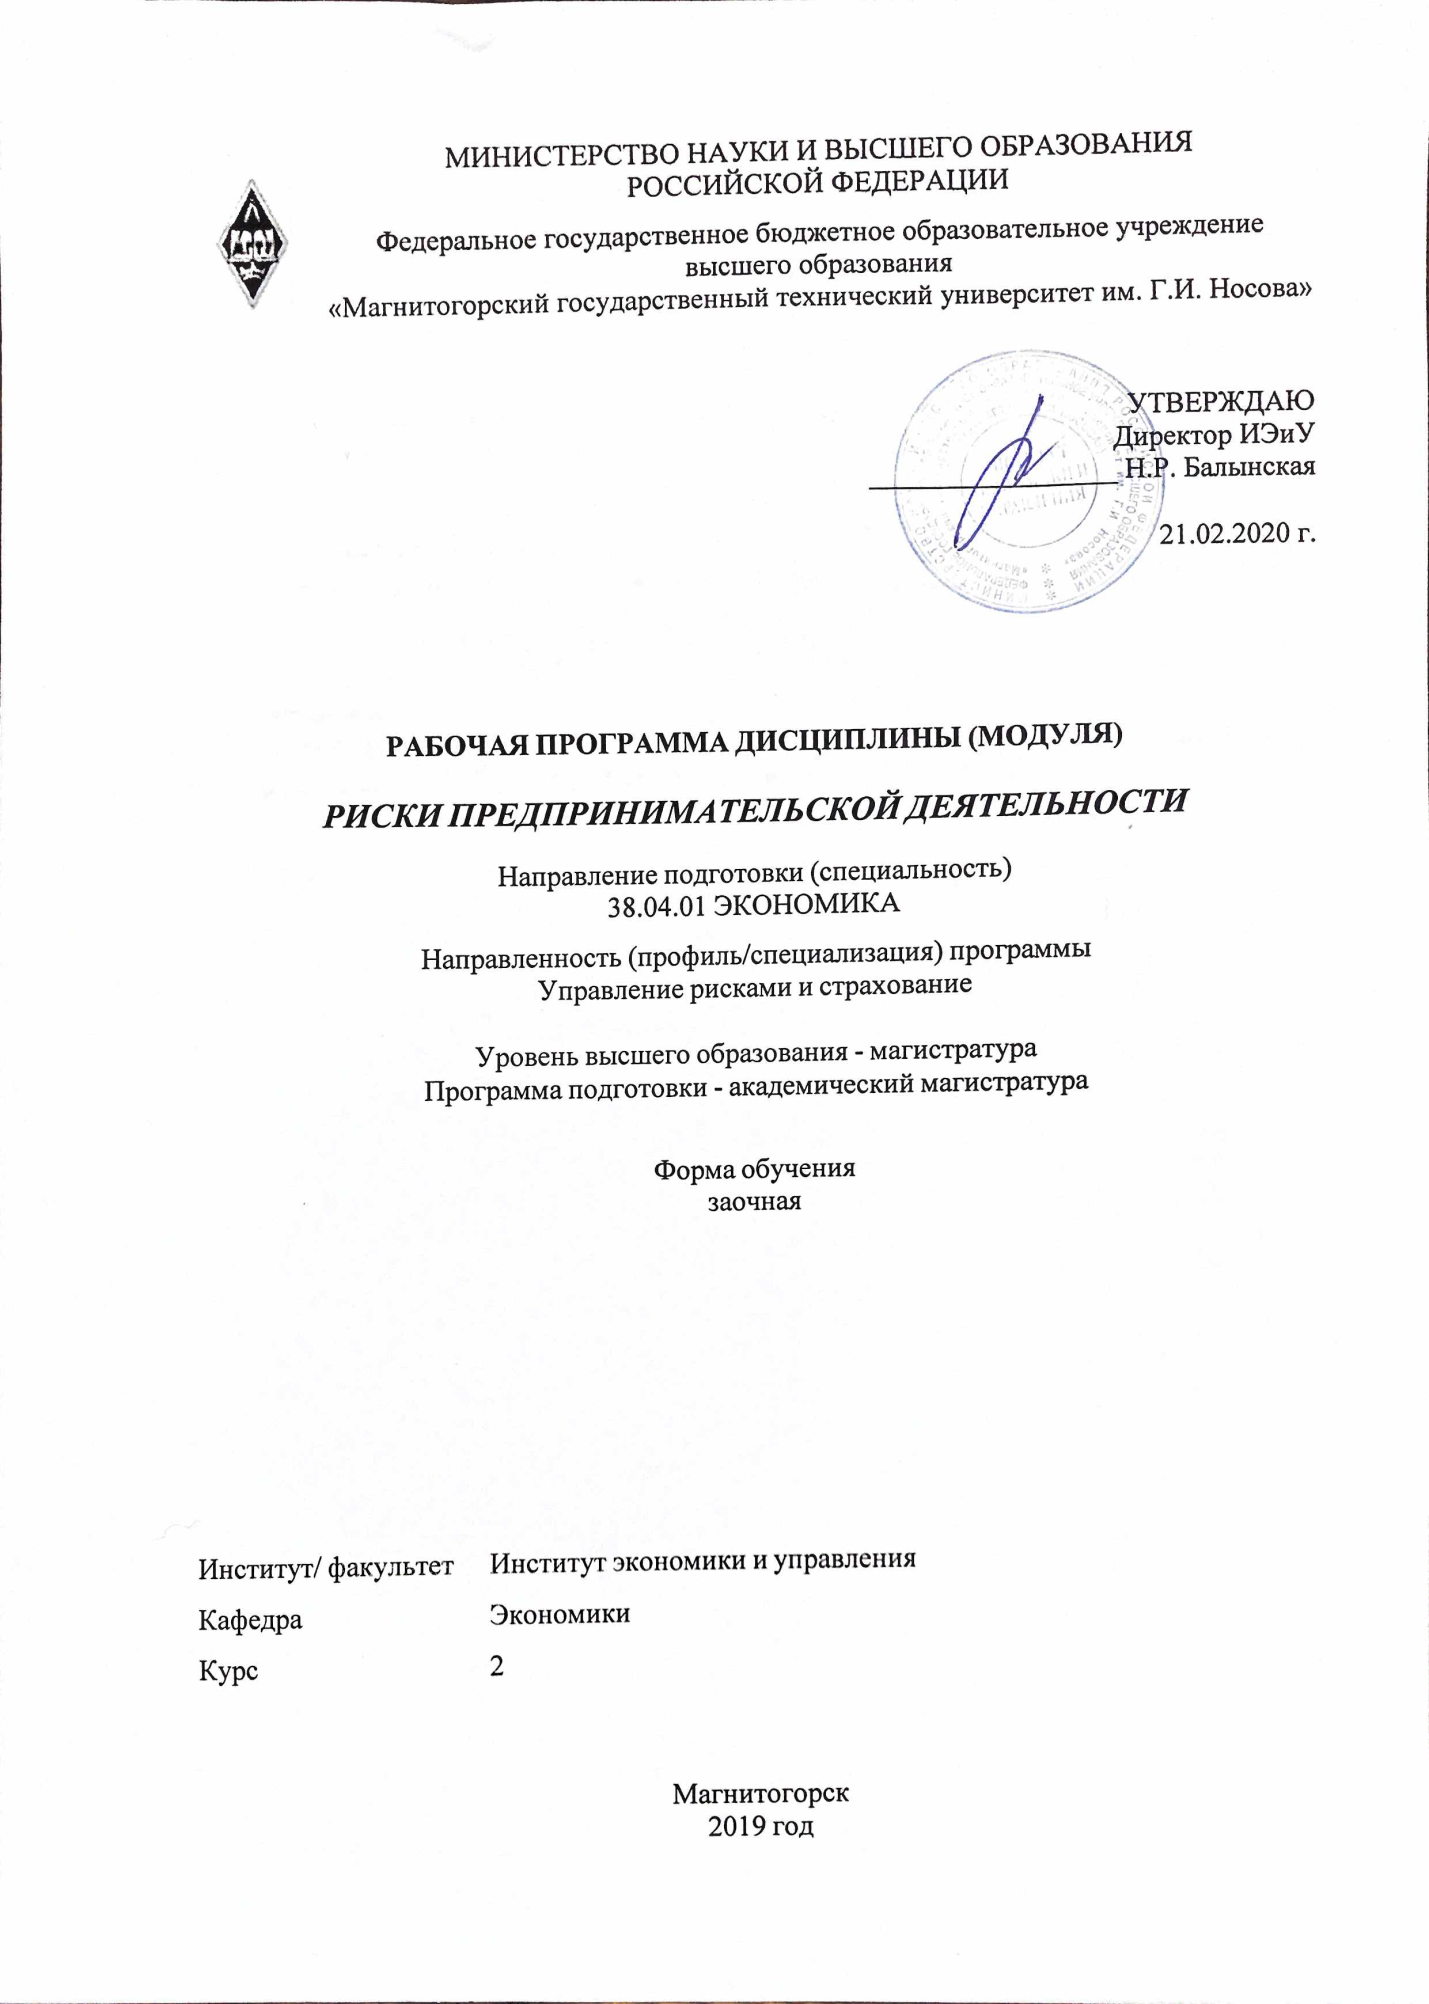 МИНИСТЕРСТВО НАУКИ И ВЫСШЕГО ОБРАЗОВАНИЯ
РОССИЙСКОЙ ФЕДЕРАЦИИ
Федеральное государственное бюджетное образовательное учреждение
высшего образования
«Магнитогорский государственный технический университет им. Г.И. Носова»
УТВЕРЖДАЮ
Директор ИЭиУ
Н.Р. Балынская
21.02.2020 г.
РАБОЧАЯ ПРОГРАММА ДИСЦИПЛИНЫ (МОДУЛЯ)
РИСКИ ПРЕДПРИНИМАТЕЛЬСКОЙ ДЕЯТЕЛЬНОСТИ
Направление подготовки (специальность)
38.04.01 ЭКОНОМИКА
Направленность (профиль/специализация) программы
Управление рисками и страхование
Уровень высшего образования - магистратура
Программа подготовки - академический магистратура
Форма обучения
заочная
Институт/ факультет Институт экономики и управления
Кафедра Экономики
Курс 2
Магнитогорск
2019 год